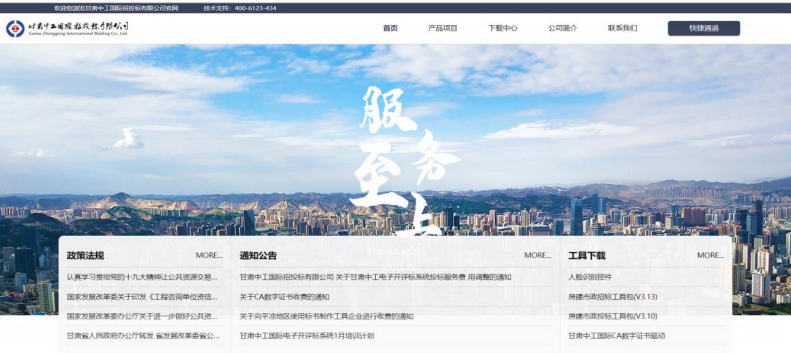 欢迎您浏览甘肃中工国际招投标有限公司官网 技术支持：400-6123-434
甘肃中工国际招投标有限公司
Gansu Zhonggong International Bidding Co., Ltd.
首页 产品项目 下载中心 公司简介 联系我们 快捷通道
服务
至上
政策法规 MORE...
认真学习贯彻党的十九大精神让公共资源交易...
国家发展改革委关于印发《工程咨询单位资信...
国家发展改革委办公厅关于进一步做好公共资...
甘肃省人民政府办公厅转发 省发展改革委省公...
通知公告 MORE...
甘肃中工国际招投标有限公司 关于甘肃中工电子开评标系统投标服务费 用调整的通知
关于CA数字证书收费的通知
关于向平凉地区使用标书制作工具企业进行收费的通知
甘肃中工国际电子开评标系统1月培训计划
工具下载 MORE...
人脸识别控件
房建市政招标工具包(V3.13)
房建市政投标工具包(V3.10)
甘肃中工国际CA数字证书驱动